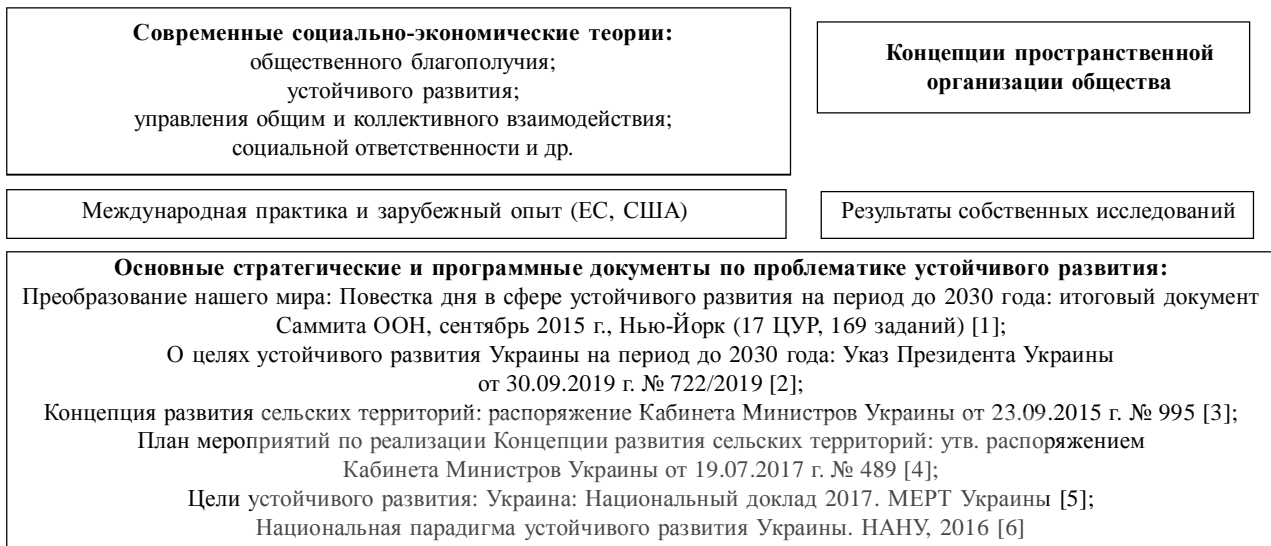 Современные социально-экономические теории:
общественного благополучия;
устойчивого развития;
управления общим и коллективного взаимодействия;
социальной ответственности и др.
Концепции пространственной
организации общества
Международная практика и зарубежный опыт (ЕС, США)
Результаты собственных исследований
Основные стратегические и программные документы по проблематике устойчивого развития:
Преобразование нашего мира: Повестка дня в сфере устойчивого развития на период до 2030 года: итоговый документ
Саммита ООН, сентябрь 2015 г., Нью-Йорк (17 ЦУР, 169 заданий) [1];
О целях устойчивого развития Украины на период до 2030 года: Указ Президента Украины
от 30.09.2019 г. № 722/2019 [2];
Концепция развития сельских территорий: распоряжение Кабинета Министров Украины от 23.09.2015 г. № 995 [3];
План мероприятий по реализации Концепции развития сельских территорий: утв. распоряжением
Кабинета Министров Украины от 19.07.2017 г. № 489 [4];
Цели устойчивого развития: Украина: Национальный доклад 2017. МЕРТ Украины [5];
Национальная парадигма устойчивого развития Украины. НАНУ, 2016 [6]